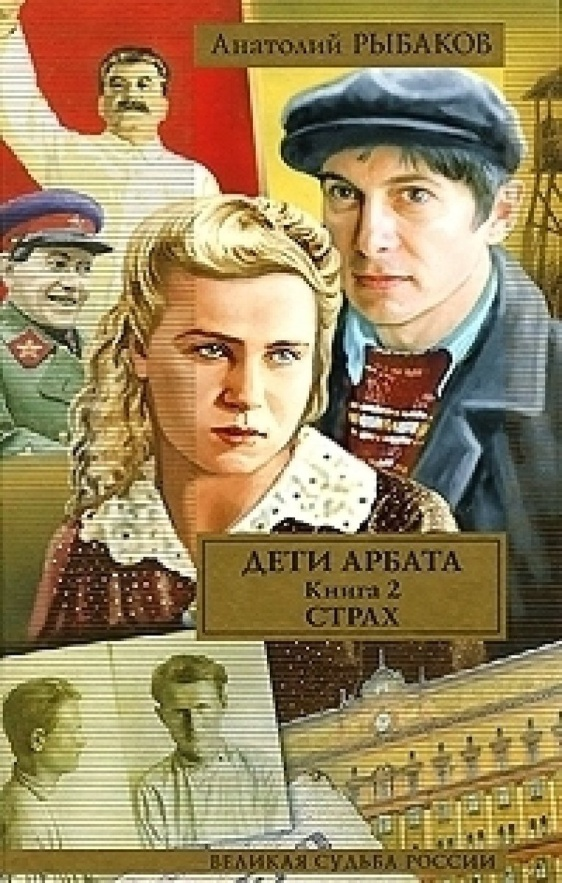 Анатолий РЫБАКОВ
ДЕТИ АРБАТА
Книга 2
СТРАХ
ВЕЛИКАЯ СУДЬБА РОССИИ